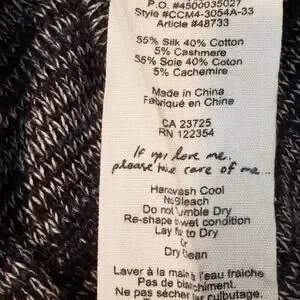 P.O. #4500035027
Style #CCM4-3054A-33
Article #48733
55% Silk 40% Cotton
5% Cashmere
55% Soie 40% Coton
5% Cachemire
Made in China
Fabriqué en Chine
CA 23725
RN 122354
If you love me,
please take care of me...
Handwash Cool
No Bleach
Do not Tumble Dry
Re-shape wet condition
Lay flat to Dry
Or
Dry Clean
Laver à la main à l'eau fraîche
Pas de blanchiment.
Ne pas sécher par culbutage.